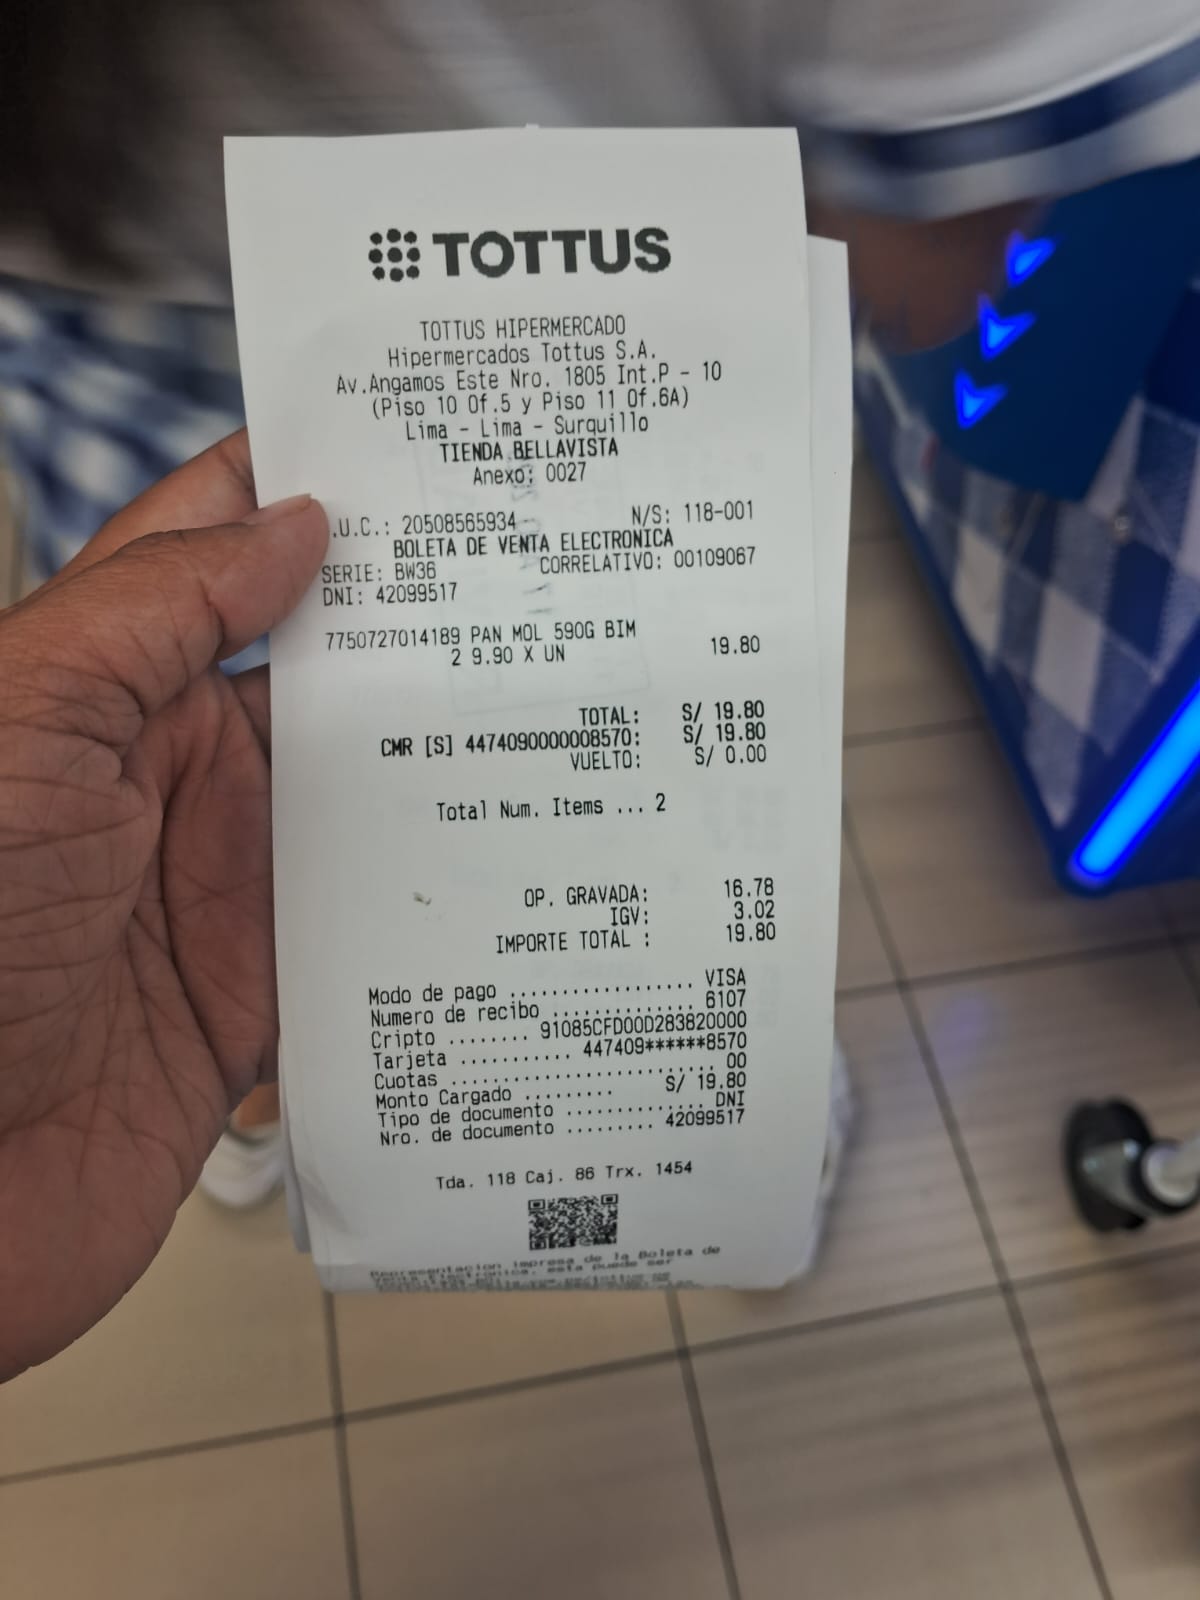 TOTTUS
TOTTUS HIPERMERCADO
Hipermercados Tottus S.A.
Av.Angamos Este Nro. 1805 Int.P - 10
(Piso 10 Of.5 y Piso 11 Of.6A)
Lima - Lima - Surquillo
TIENDA BELLAVISTA
Anexo: 0027
.U.C.: 20508565934 N/S: 118-001
BOLETA DE VENTA ELECTRONICA
SERIE: BW36 CORRELATIVO: 00109067
DNI: 42099517
7750727014189 PAN MOL 590G BIM
2 9.90 X UN 19.80
TOTAL: S/ 19.80
CMR [S] 4474090000008570: S/ 19.80
VUELTO: S/ 0.00
Total Num. Items ... 2
OP. GRAVADA: 16.78
IGV: 3.02
IMPORTE TOTAL : 19.80
Modo de pago .................. VISA
Numero de recibo ............. 6107
Cripto ........ 91085CFD00D283820000
Tarjeta ........... 447409******8570
Cuotas .......................... 00
Monto Cargado ......... S/ 19.80
Tipo de documento .............. DNI
Nro. de documento ......... 42099517
Tda. 118 Caj. 86 Trx. 1454
Representacion impresa de la Boleta de
Venta Electronica, esta puede ser